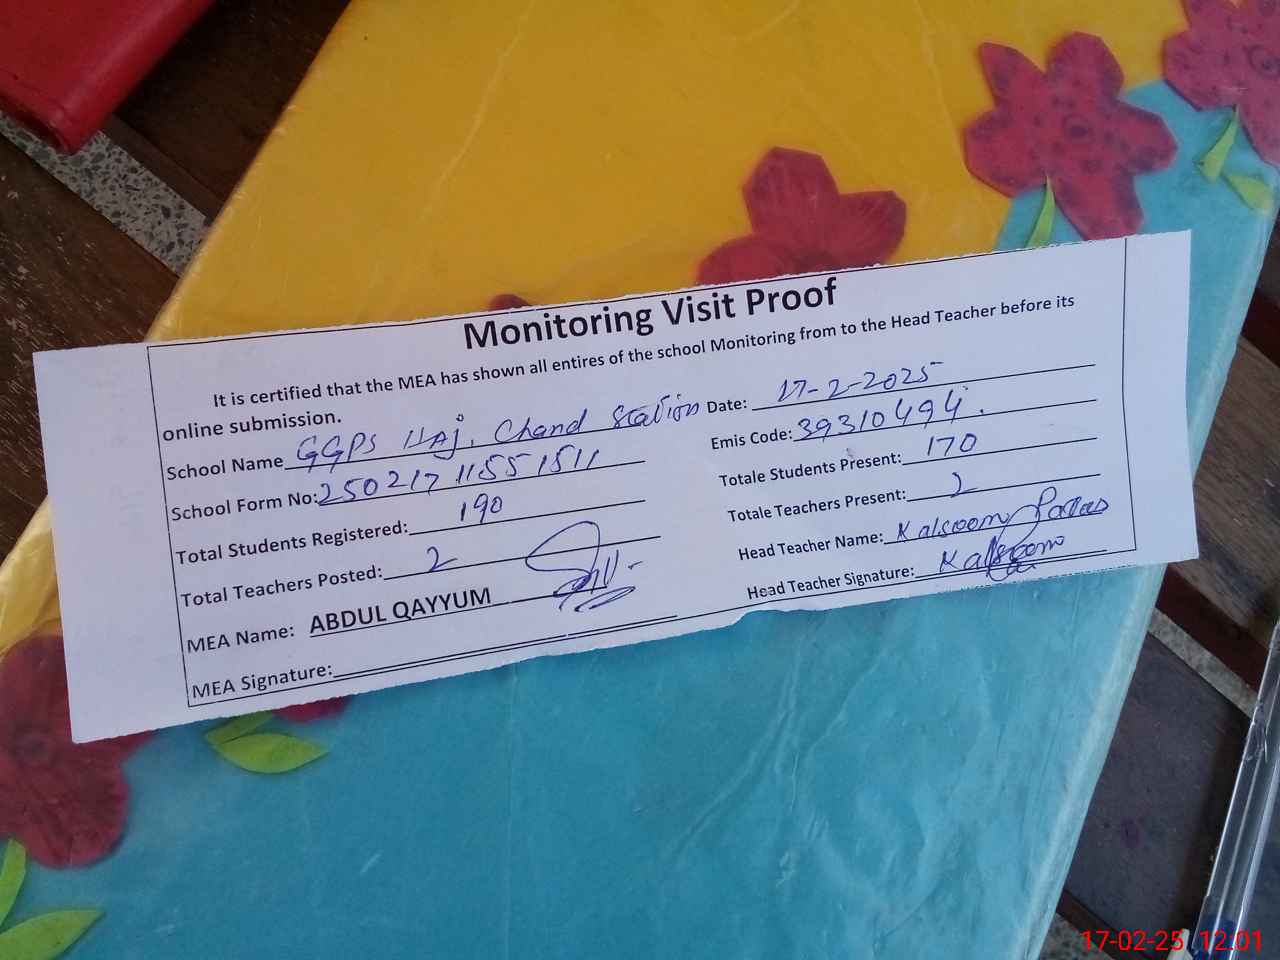 Monitoring Visit Proof
It is certified that the MEA has shown all entires of the school Monitoring from to the Head Teacher before its
online submission.
School Name GGPS 11Aj, Chand Station
Date: 17-2-2025
School Form No: 250217 11551511
Emis Code: 39310494.
Total Students Registered: 190
Totale Students Present: 170
Total Teachers Posted: 2
Totale Teachers Present: 2
MEA Name: ABDUL QAYYUM
Head Teacher Name: Kalsoom
MEA Signature:
Head Teacher Signature: Kalsoom
17-02-25 12:01